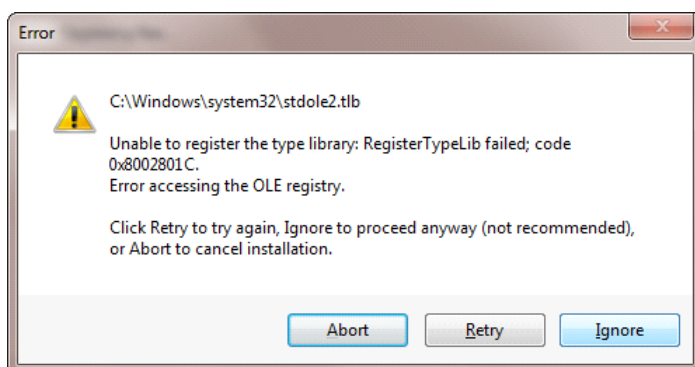 Error
C:\Windows\system32\stdole2.tlb
Unable to register the type library: RegisterTypeLib failed; code
0x8002801C.
Error accessing the OLE registry.
Click Retry to try again, Ignore to proceed anyway (not recommended),
or Abort to cancel installation.
Abort Retry Ignore